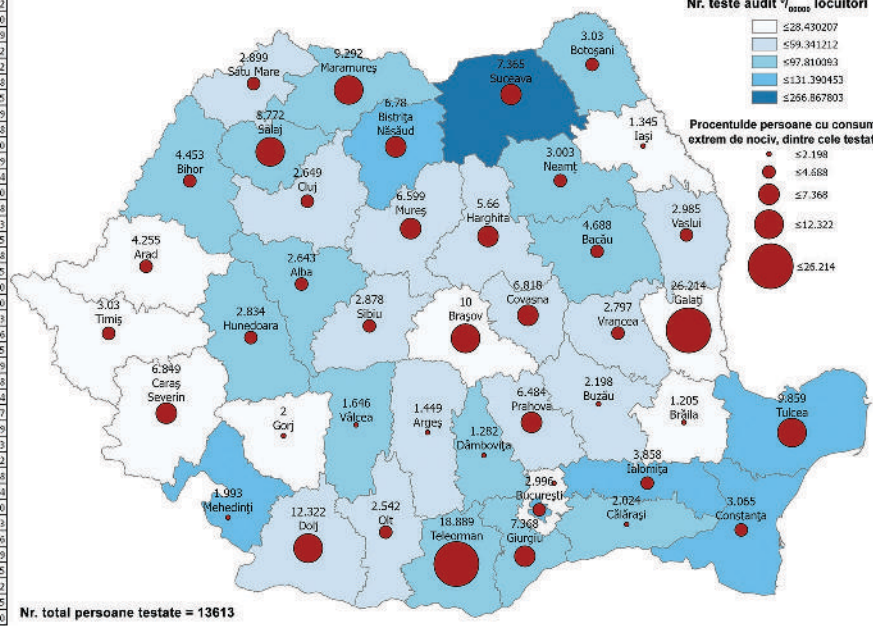 Nr. teste audit °/₀₀₀₀₀ locuitori
≤28.430207
≤59.341212
≤97.810093
≤131.390453
≤266.867803
Procentulde persoane cu consum
extrem de nociv, dintre cele testat
≤2.198
≤4.688
≤7.368
≤12.322
≤26.214
2.899
Satu Mare
9.292
Maramureș
7.365
Suceava
3.03
Botoșani
8.772
Sălaj
6.78
Bistrița
Năsăud
1.345
Iași
4.453
Bihor
2.649
Cluj
3.003
Neamț
6.599
Mureș
5.66
Harghita
4.688
Bacău
2.985
Vaslui
4.255
Arad
2.643
Alba
2.834
Hunedoara
2.878
Sibiu
10
Brașov
6.818
Covasna
2.797
Vrancea
26.214
Galați
3.03
Timiș
6.849
Caraș
Severin
2
Gorj
1.646
Vâlcea
1.449
Argeș
1.282
Dâmbovița
6.484
Prahova
2.198
Buzău
1.205
Brăila
9.859
Tulcea
1.993
Mehedinți
12.322
Dolj
2.542
Olt
18.889
Teleorman
7.368
Giurgiu
2.996
București
3.858
Ialomița
2.024
Călărași
3.065
Constanța
Nr. total persoane testate = 13613